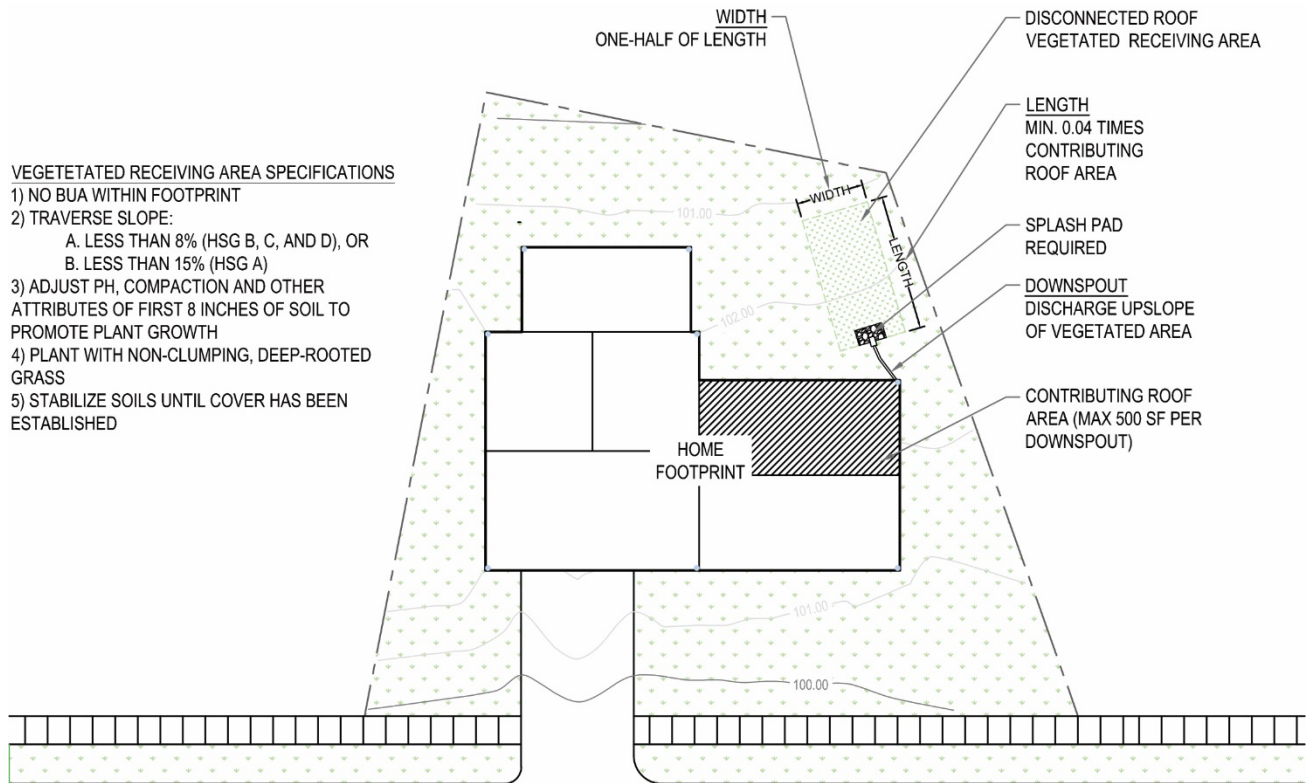 WIDTH
ONE-HALF OF LENGTH
DISCONNECTED ROOF
VEGETATED RECEIVING AREA
LENGTH
MIN. 0.04 TIMES
CONTRIBUTING
ROOF AREA
VEGETETATED RECEIVING AREA SPECIFICATIONS
1) NO BUA WITHIN FOOTPRINT
2) TRAVERSE SLOPE:
A. LESS THAN 8% (HSG B, C, AND D), OR
B. LESS THAN 15% (HSG A)
3) ADJUST PH, COMPACTION AND OTHER
ATTRIBUTES OF FIRST 8 INCHES OF SOIL TO
PROMOTE PLANT GROWTH
4) PLANT WITH NON-CLUMPING, DEEP-ROOTED
GRASS
5) STABILIZE SOILS UNTIL COVER HAS BEEN
ESTABLISHED
WIDTH
101.00
LENGTH
SPLASH PAD
REQUIRED
DOWNSPOUT
DISCHARGE UPSLOPE
OF VEGETATED AREA
102.00
CONTRIBUTING ROOF
AREA (MAX 500 SF PER
DOWNSPOUT)
HOME
FOOTPRINT
101.00
100.00